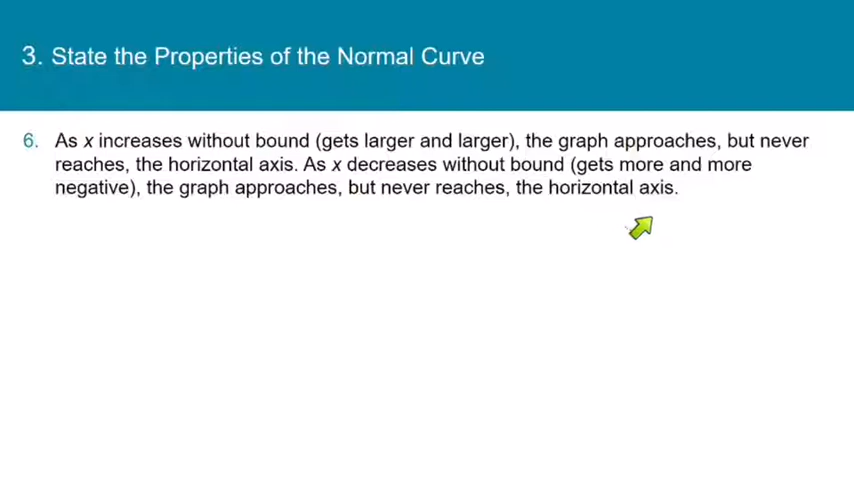 3. State the Properties of the Normal Curve
6. As x increases without bound (gets larger and larger), the graph approaches, but never
reaches, the horizontal axis. As x decreases without bound (gets more and more
negative), the graph approaches, but never reaches, the horizontal axis.